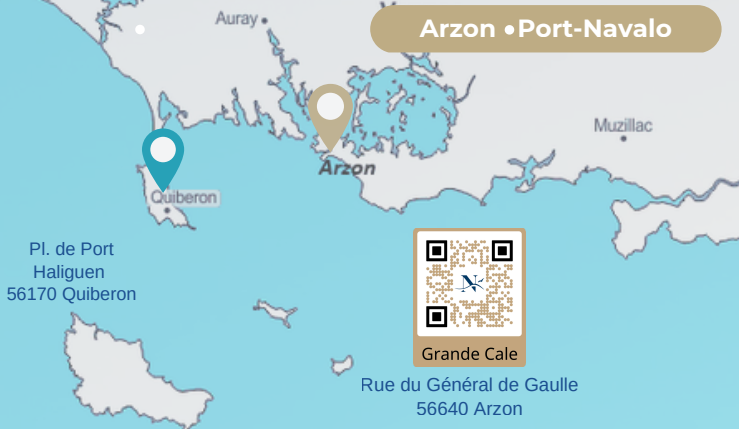 Auray
Arzon •Port-Navalo
Muzillac
Arzon
Quiberon
Pl. de Port
Haliguen
56170 Quiberon
N
Grande Cale
Rue du Général de Gaulle
56640 Arzon